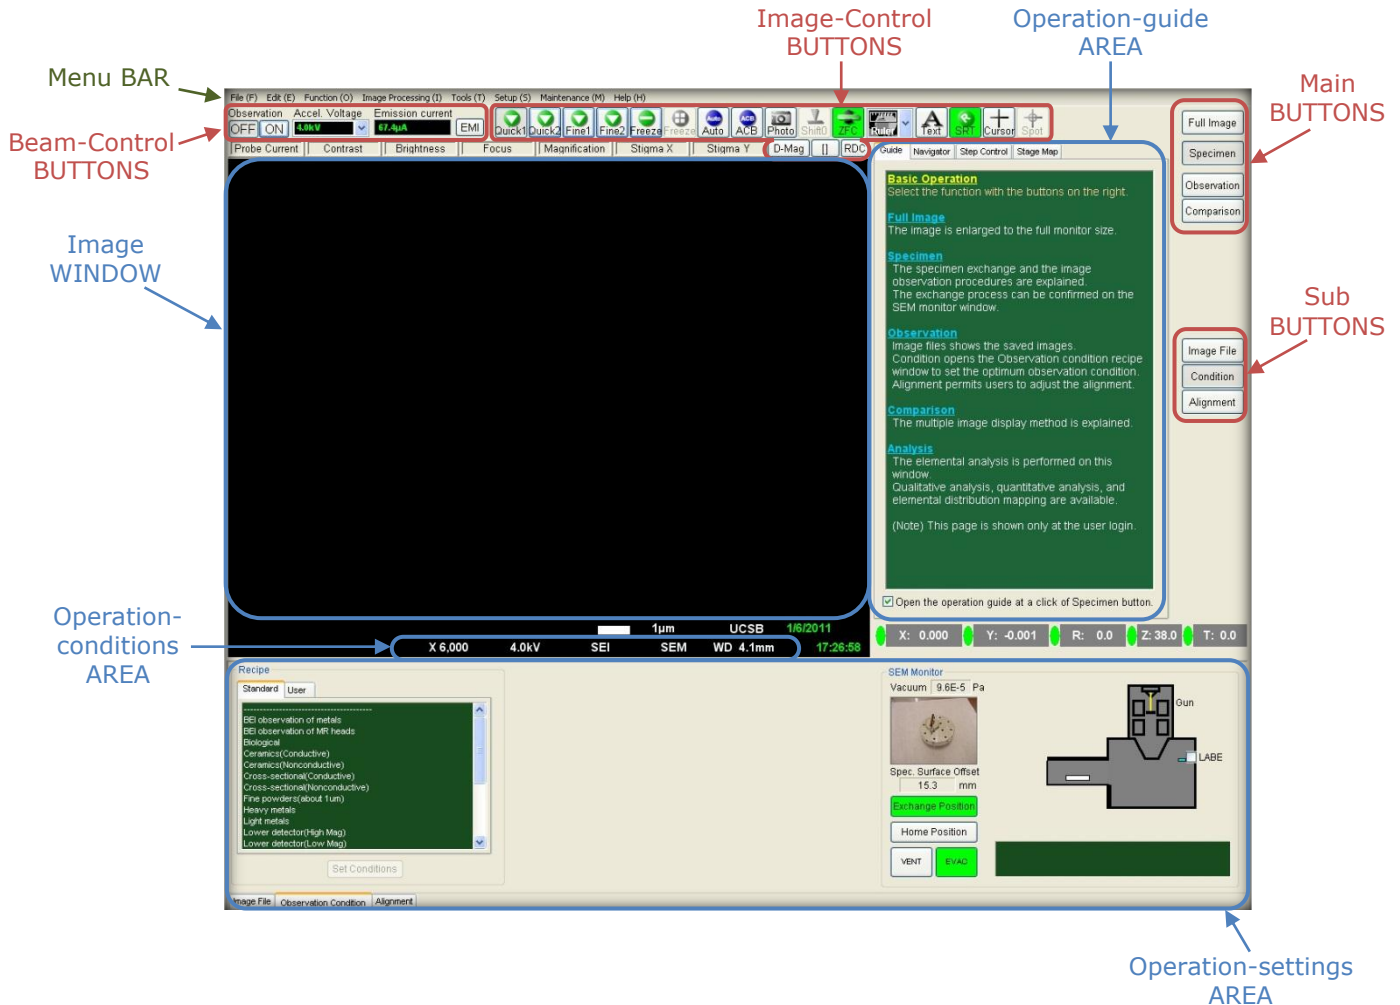 Image-Control
BUTTONS
Operation-guide
AREA
Menu BAR
Main
BUTTONS
File (F) Edit (E) Function (O) Image Processing (I) Tools (T) Setup (S) Maintenance (M) Help (H)
Observation Accel. Voltage Emission current
OFF ON 4.0kV 67.4μA EMI Quick1 Quick2 Fine1 Fine2 Freeze Freeze Auto ACB Photo Shift0 ZFC Ruler Text SRT Cursor Spot
Beam-Control
BUTTONS
Probe Current Contrast Brightness Focus Magnification Stigma X Stigma Y D-Mag [] RDC
Guide Navigator Step Control Stage Map
Full Image
Specimen
Observation
Comparison
Image
WINDOW
Basic Operation
Select the function with the buttons on the right.
Full Image
The image is enlarged to the full monitor size.
Specimen
The specimen exchange and the image
observation procedures are explained.
The exchange process can be confirmed on the
SEM monitor window.
Observation
Image files shows the saved images.
Condition opens the Observation condition recipe
window to set the optimum observation condition.
Alignment permits users to adjust the alignment.
Comparison
The multiple image display method is explained.
Analysis
The elemental analysis is performed on this
window.
Qualitative analysis, quantitative analysis, and
elemental distribution mapping are available.
(Note) This page is shown only at the user login.
Open the operation guide at a click of Specimen button.
Sub
BUTTONS
Image File
Condition
Alignment
Operation-
conditions
AREA
1μm UCSB 1/6/2011
X 6,000 4.0kV SEI SEM WD 4.1mm 17:26:58
X: 0.000 Y: -0.001 R: 0.0 Z: 38.0 T: 0.0
Recipe
Standard User
BEI observation of metals
BEI observation of MR heads
Biological
Ceramics(Conductive)
Ceramics(Nonconductive)
Cross-sectional(Conductive)
Cross-sectional(Nonconductive)
Fine powders(about 1um)
Heavy metals
Light metals
Lower detector(High Mag)
Lower detector(Low Mag)
Set Conditions
SEM Monitor
Vacuum 9.6E-5 Pa
Gun
LABE
Spec. Surface Offset
15.3 mm
Exchange Position
Home Position
VENT EVAC
Image File Observation Condition Alignment
Operation-settings
AREA